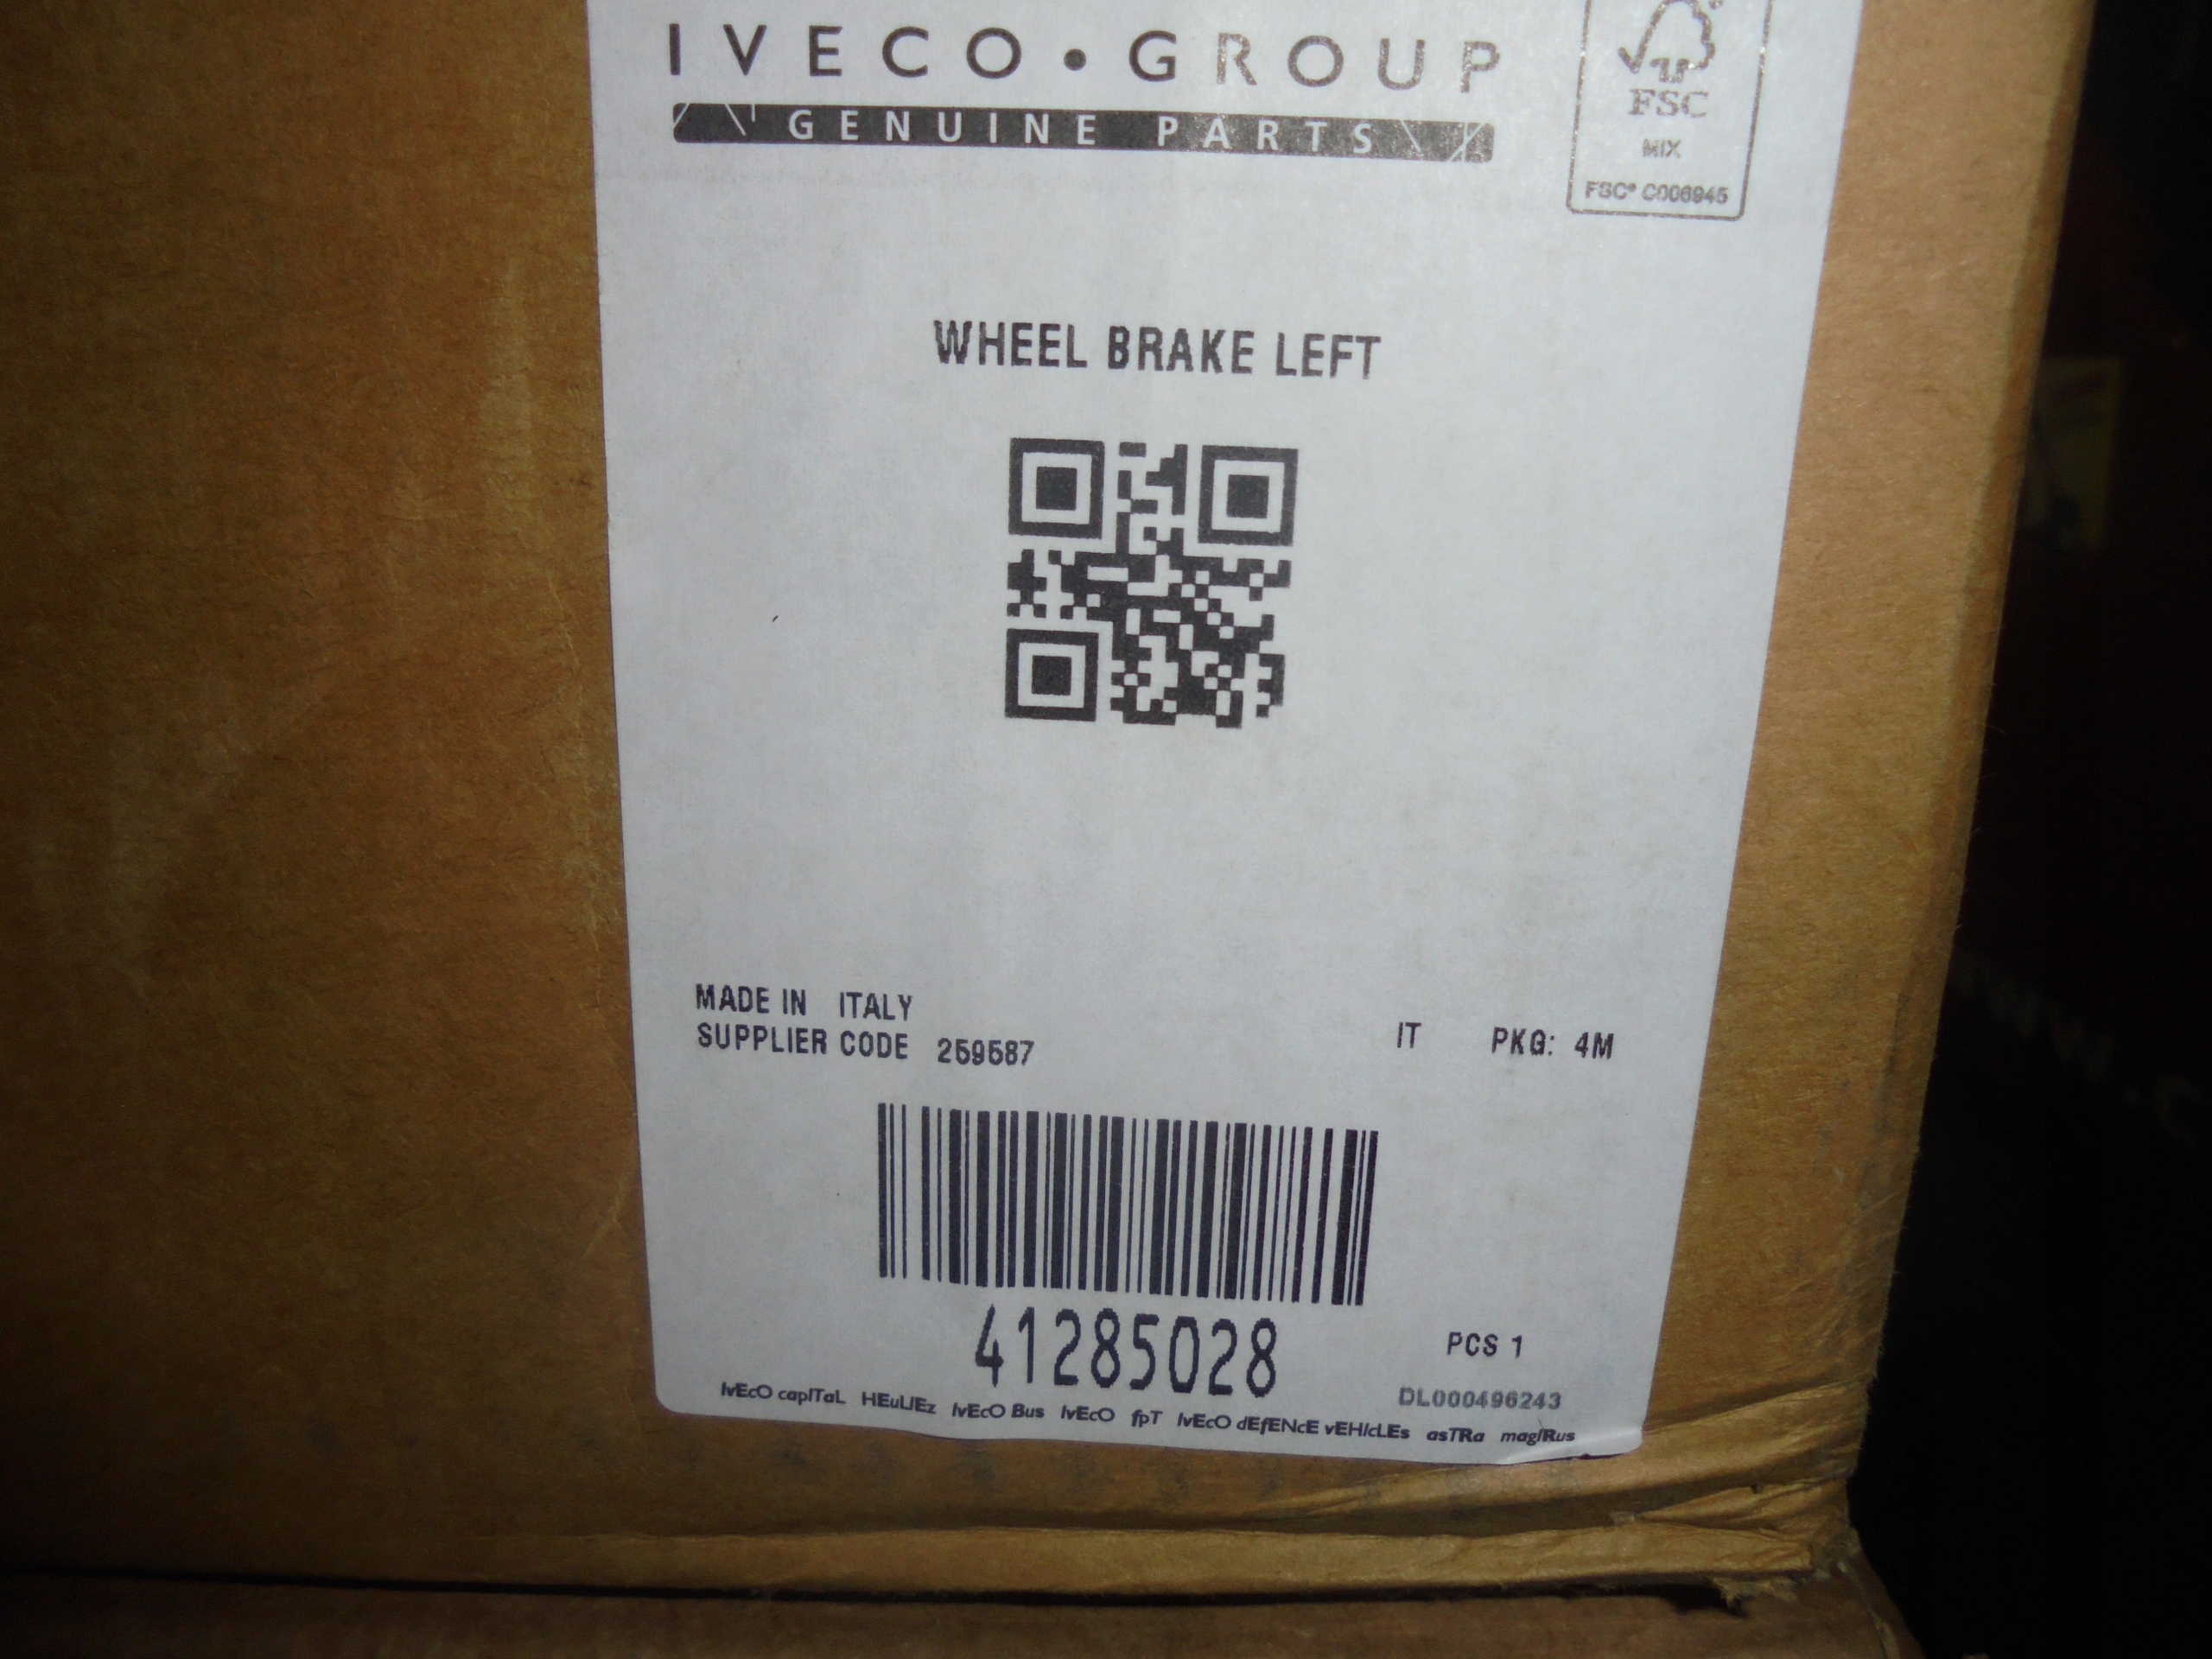 IVECO • GROUP
GENUINE PARTS
FSC
MIX
FSC® C006945
WHEEL BRAKE LEFT
MADE IN ITALY
SUPPLIER CODE 259587
IT PKG: 4M
41285028
PCS 1
DL000496243
IvEcO capITaL HEuLIEz IvEcO Bus IvEcO fpT IvEcO dEfENcE vEHIcLEs asTRa magIRus